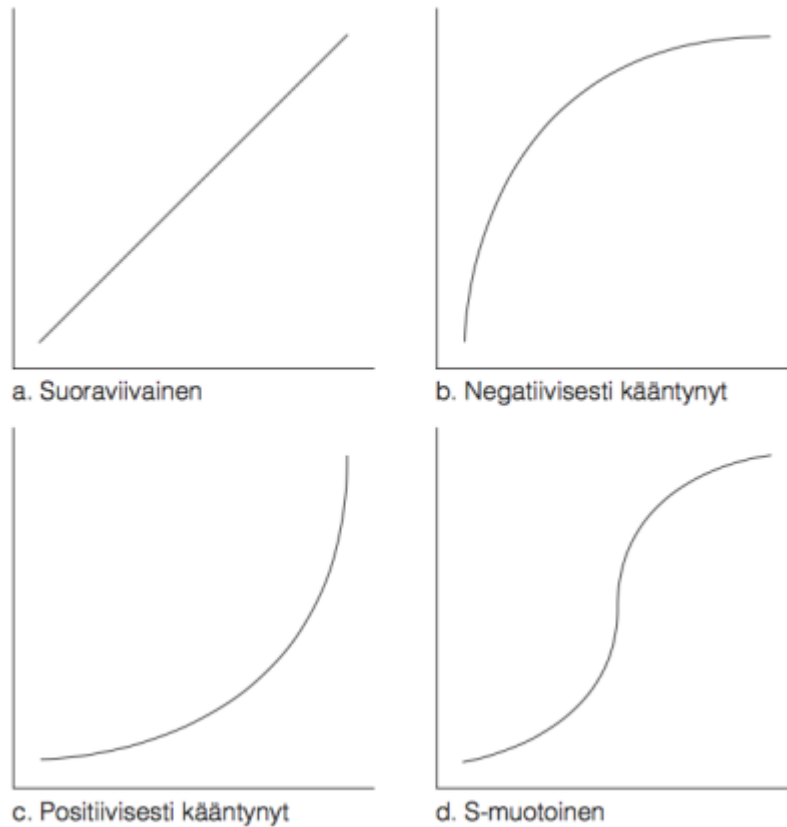 a. Suoraviivainen
b. Negatiivisesti kääntynyt
c. Positiivisesti kääntynyt
d. S-muotoinen